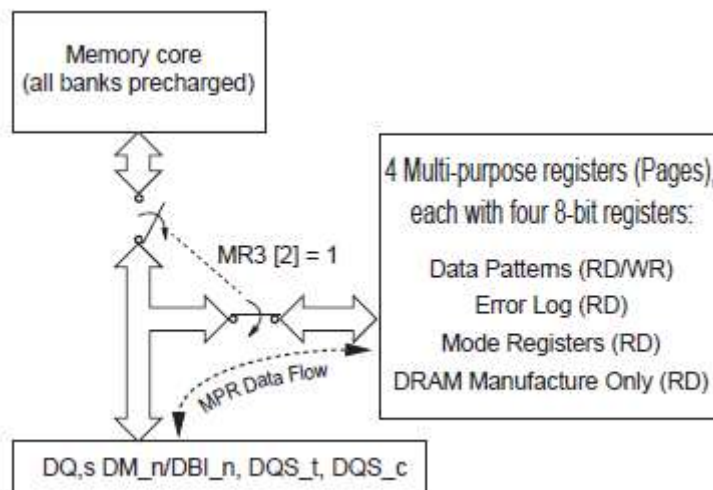 Memory core
(all banks precharged)
4 Multi-purpose registers (Pages),
each with four 8-bit registers:
Data Patterns (RD/WR)
Error Log (RD)
Mode Registers (RD)
DRAM Manufacture Only (RD)
MR3 [2] = 1
MPR Data Flow
DQ,s DM_n/DBI_n, DQS_t, DQS_c